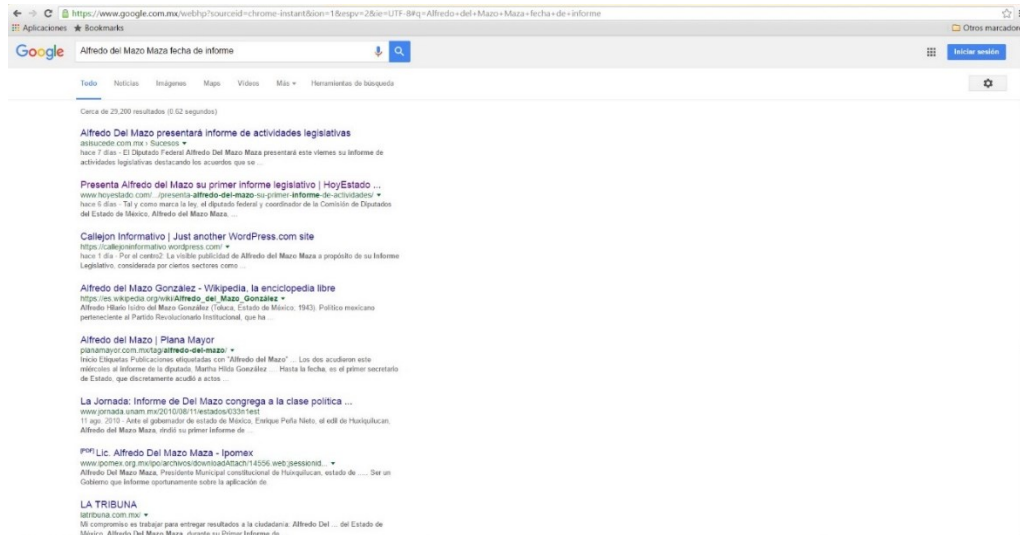 https://www.google.com.mx/webhp?sourceid=chrome-instant&ion=1&espv=2&ie=UTF-8#q=Alfredo+del+Mazo+Maza+fecha+de+informe
Aplicaciones Bookmarks Otros marcador
Google Alfredo del Mazo Maza fecha de informe Iniciar sesión
Todo Noticias Imágenes Maps Vídeos Más Herramientas de búsqueda
Cerca de 29,200 resultados (0.62 segundos)
Alfredo Del Mazo presentará informe de actividades legislativas
asisucede.com.mx › Sucesos
hace 7 días - El Diputado Federal Alfredo Del Mazo Maza presentará este viernes su informe de
actividades legislativas destacando los acuerdos que se ...
Presenta Alfredo del Mazo su primer informe legislativo | HoyEstado ...
www.hoyestado.com/.../presenta-alfredo-del-mazo-su-primer-informe-de-actividades/
hace 6 días - Tal y como marca la ley, el diputado federal y coordinador de la Comisión de Diputados
del Estado de México, Alfredo del Mazo Maza, ...
Callejon Informativo | Just another WordPress.com site
https://callejoninformativo.wordpress.com/
hace 1 día - Por el centro2: La visible publicidad de Alfredo del Mazo Maza a propósito de su Informe
Legislativo, considerada por ciertos sectores como ...
Alfredo del Mazo González - Wikipedia, la enciclopedia libre
https://es.wikipedia.org/wiki/Alfredo_del_Mazo_González
Alfredo Hilario Isidro del Mazo González (Toluca, Estado de México; 1943). Político mexicano
perteneciente al Partido Revolucionario Institucional, que ha ...
Alfredo del Mazo | Plana Mayor
planamayor.com.mx/tag/alfredo-del-mazo/
Inicio Etiquetas Publicaciones etiquetadas con "Alfredo del Mazo" ... Los dos acudieron este
miércoles al informe de la diputada, Martha Hilda González .... Hasta la fecha, es el primer secretario
de Estado, que discretamente acudió a actos ...
La Jornada: Informe de Del Mazo congrega a la clase política ...
www.jornada.unam.mx/2010/08/11/estados/033n1est
11 ago. 2010 - Ante el gobernador de estado de México, Enrique Peña Nieto, el edil de Huixquilucan,
Alfredo del Mazo Maza, rindió su primer informe de ...
[PDF] Lic. Alfredo Del Mazo Maza - Ipomex
www.ipomex.org.mx/ipo/archivos/downloadAttach/14556.web;jsessionid...
Alfredo Del Mazo Maza, Presidente Municipal constitucional de Huixquilucan, estado de ..... Ser un
Gobierno que informe oportunamente sobre la aplicación de
LA TRIBUNA
latribuna.com.mx/
Mi compromiso es trabajar para entregar resultados a la ciudadanía: Alfredo Del ... del Estado de
México, Alfredo Del Mazo Maza, durante su Primer Informe de